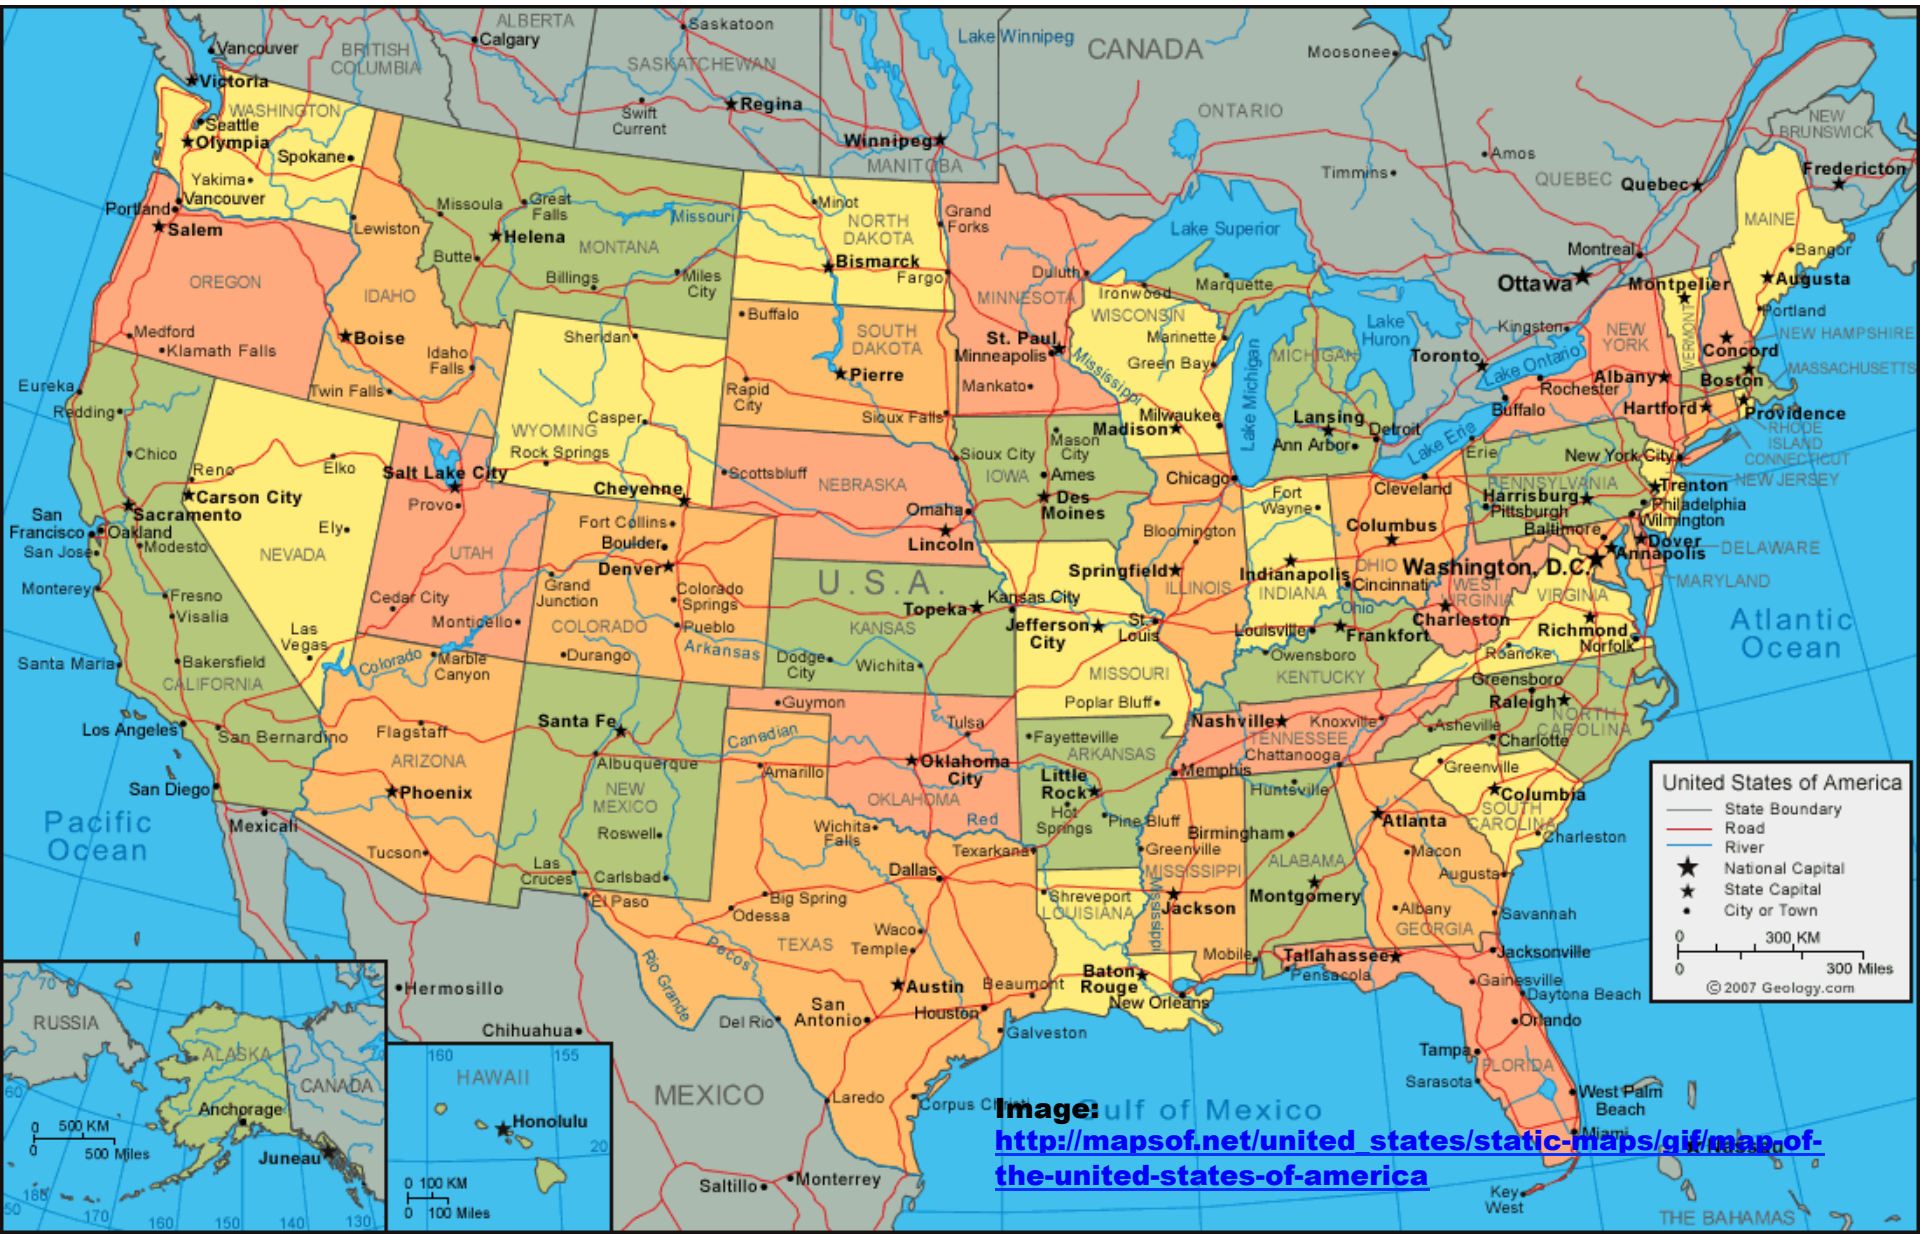 ALBERTA
Calgary
Saskatoon
Lake Winnipeg
CANADA
Moosonee
Vancouver
BRITISH
COLUMBIA
SASKATCHEWAN
Victoria
Regina
Swift
Current
ONTARIO
NEW
BRUNSWICK
WASHINGTON
Seattle
Olympia
Spokane
Winnipeg
MANITOBA
Amos
Timmins
QUEBEC
Quebec
Fredericton
Yakima
Vancouver
Portland
Salem
Lewiston
Missoula
Great
Falls
Missouri
Minot
NORTH
DAKOTA
Grand
Forks
Lake Superior
MAINE
Bangor
Helena
MONTANA
Butte
Billings
Miles
City
Bismarck
Fargo
Duluth
Montreal
Ottawa
Montpelier
Augusta
OREGON
IDAHO
Boise
Idaho
Falls
Twin Falls
Medford
Klamath Falls
Sheridan
Buffalo
SOUTH
DAKOTA
Pierre
Rapid
City
Sioux Falls
MINNESOTA
St. Paul
Minneapolis
Mankato
Mississippi
Ironwood
WISCONSIN
Marinette
Green Bay
Marquette
Lake Michigan
MICHIGAN
Lake
Huron
Toronto
Kingston
Lake Ontario
NEW
YORK
VERMONT
Portland
NEW HAMPSHIRE
Concord
MASSACHUSETTS
Boston
Albany
Rochester
Buffalo
Hartford
Providence
RHODE
ISLAND
CONNECTICUT
Eureka
Redding
Chico
Reno
Elko
Carson City
Sacramento
San
Francisco
Oakland
San Jose
Modesto
Monterey
Fresno
Visalia
Ely
NEVADA
Las
Vegas
Salt Lake City
Provo
UTAH
Cedar City
Monticello
WYOMING
Casper
Rock Springs
Cheyenne
Scottsbluff
NEBRASKA
Omaha
Lincoln
Sioux City
IOWA
Mason
City
Ames
Des
Moines
Milwaukee
Madison
Chicago
Lansing
Ann Arbor
Detroit
Lake Erie
Erie
New York City
NEW JERSEY
PENNSYLVANIA
Harrisburg
Pittsburgh
Trenton
Philadelphia
Wilmington
Baltimore
Dover
Annapolis
DELAWARE
MARYLAND
Washington, D.C.
Cleveland
Columbus
OHIO
Cincinnati
Fort
Wayne
Indianapolis
INDIANA
Bloomington
Springfield
ILLINOIS
Fort Collins
Boulder
Denver
Grand
Junction
Colorado
Springs
COLORADO
Pueblo
Durango
Arkansas
U.S.A.
Topeka
KANSAS
Dodge
City
Wichita
Kansas City
Jefferson
City
St.
Louis
MISSOURI
Poplar Bluff
Louisville
Ohio
Frankfort
Owensboro
KENTUCKY
WEST
VIRGINIA
Charleston
VIRGINIA
Richmond
Norfolk
Roanoke
Atlantic
Ocean
Santa Maria
Bakersfield
CALIFORNIA
Los Angeles
San Bernardino
San Diego
Mexicali
Pacific
Ocean
Colorado
Marble
Canyon
Flagstaff
ARIZONA
Phoenix
Tucson
Santa Fe
Albuquerque
NEW
MEXICO
Roswell
Las
Cruces
Carlsbad
El Paso
Guymon
Canadian
Amarillo
Tulsa
Oklahoma
City
OKLAHOMA
Red
Wichita
Falls
Texarkana
Dallas
Fayetteville
ARKANSAS
Little
Rock
Hot
Springs
Pine Bluff
Nashville
Knoxville
TENNESSEE
Chattanooga
Memphis
Huntsville
Greensboro
Raleigh
NORTH
CAROLINA
Asheville
Charlotte
Greenville
Columbia
SOUTH
CAROLINA
Charleston
Birmingham
ALABAMA
Montgomery
Atlanta
Macon
Augusta
Albany
GEORGIA
Savannah
Greenville
MISSISSIPPI
Mississippi
Jackson
Mobile
Shreveport
LOUISIANA
Baton
Rouge
New Orleans
Big Spring
Odessa
TEXAS
Waco
Temple
Pecos
Rio Grande
Austin
San
Antonio
Del Rio
Houston
Beaumont
Galveston
Laredo
Corpus Christi
Tallahassee
Pensacola
Jacksonville
Gainesville
Daytona Beach
Orlando
Tampa
Sarasota
FLORIDA
West Palm
Beach
Miami
Key
West
Nassau
THE BAHAMAS
Gulf of Mexico
Hermosillo
Chihuahua
MEXICO
Saltillo
Monterrey
United States of America
State Boundary
Road
River
National Capital
State Capital
City or Town
0 300 KM
0 300 Miles
© 2007 Geology.com
70
RUSSIA
ALASKA
CANADA
60
Anchorage
0 500 KM
0 500 Miles
Juneau
180
50
170
160
150
140
130
160
155
HAWAII
Honolulu
20
0 100 KM
0 100 Miles
Image:
http://mapsof.net/united_states/static-maps/gif/map-of-
the-united-states-of-america